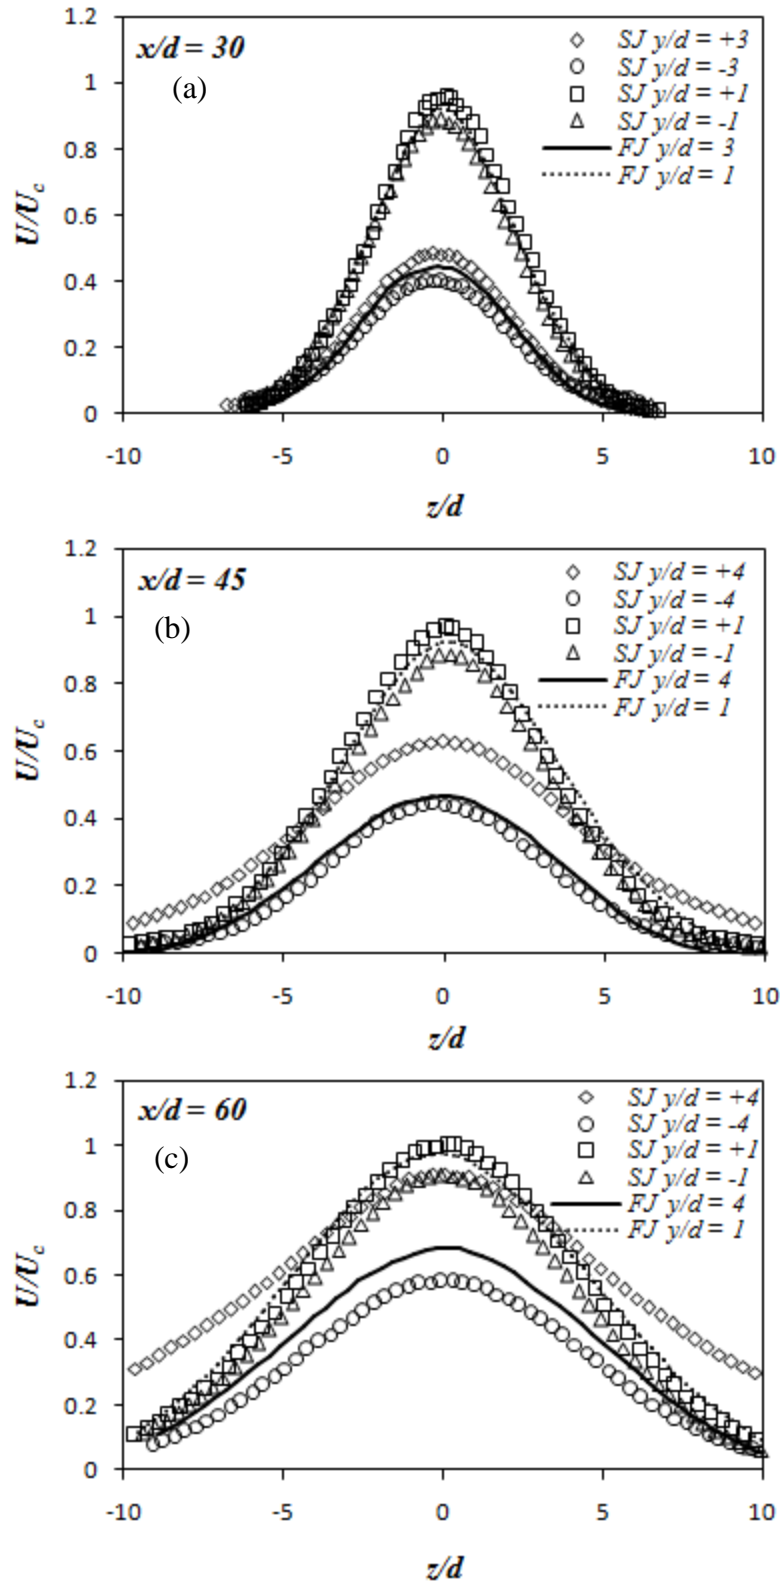 x/d = 30
(a)
SJ y/d = +3
SJ y/d = -3
SJ y/d = +1
SJ y/d = -1
FJ y/d = 3
FJ y/d = 1
1.2
1
0.8
0.6
0.4
0.2
0
U/Uc
-10 -5 0 5 10
z/d
x/d = 45
(b)
SJ y/d = +4
SJ y/d = -4
SJ y/d = +1
SJ y/d = -1
FJ y/d = 4
FJ y/d = 1
1.2
1
0.8
0.6
0.4
0.2
0
U/Uc
-10 -5 0 5 10
z/d
x/d = 60
(c)
SJ y/d = +4
SJ y/d = -4
SJ y/d = +1
SJ y/d = -1
FJ y/d = 4
FJ y/d = 1
1.2
1
0.8
0.6
0.4
0.2
0
U/Uc
-10 -5 0 5 10
z/d